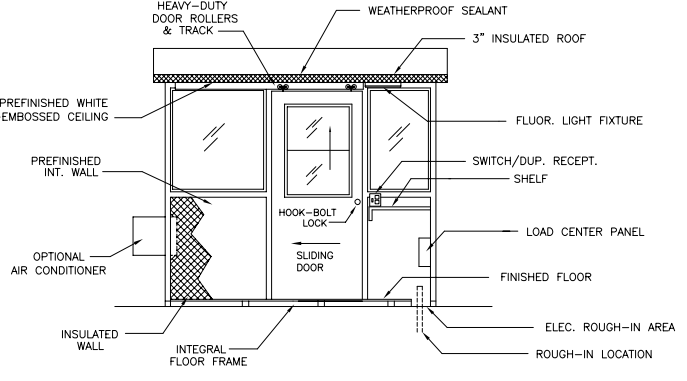 HEAVY-DUTY
DOOR ROLLERS
& TRACK
WEATHERPROOF SEALANT
3" INSULATED ROOF
PREFINISHED WHITE
-EMBOSSED CEILING
FLUOR. LIGHT FIXTURE
PREFINISHED
INT. WALL
SWITCH/DUP. RECEPT.
SHELF
HOOK-BOLT
LOCK
LOAD CENTER PANEL
SLIDING
DOOR
OPTIONAL
AIR CONDITIONER
FINISHED FLOOR
INSULATED
WALL
INTEGRAL
FLOOR FRAME
ELEC. ROUGH-IN AREA
ROUGH-IN LOCATION